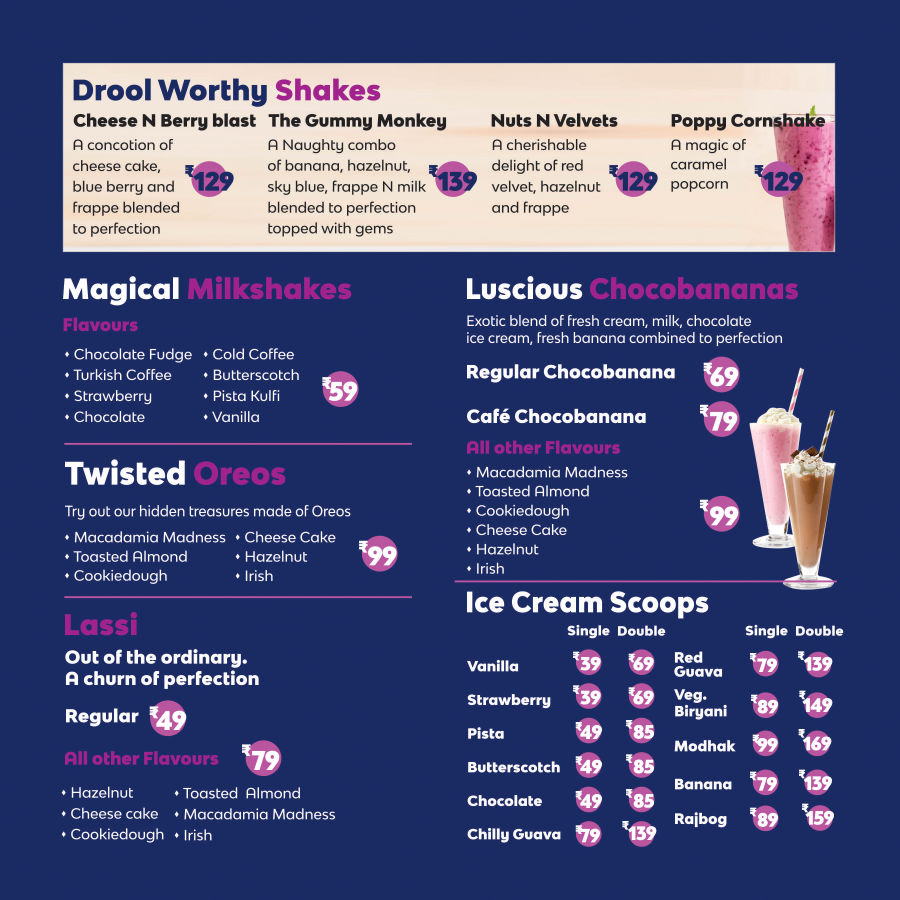 Drool Worthy Shakes
Cheese N Berry blast
A concotion of
cheese cake,
blue berry and
frappe blended
to perfection
₹129
The Gummy Monkey
A Naughty combo
of banana, hazelnut,
sky blue, frappe N milk
blended to perfection
topped with gems
₹139
Nuts N Velvets
A cherishable
delight of red
velvet, hazelnut
and frappe
₹129
Poppy Cornshake
A magic of
caramel
popcorn
₹129
Magical Milkshakes
Flavours
• Chocolate Fudge • Cold Coffee
• Turkish Coffee • Butterscotch
• Strawberry • Pista Kulfi
• Chocolate • Vanilla
₹59
Twisted Oreos
Try out our hidden treasures made of Oreos
• Macadamia Madness • Cheese Cake
• Toasted Almond • Hazelnut
• Cookiedough • Irish
₹99
Lassi
Out of the ordinary.
A churn of perfection
Regular ₹49
All other Flavours ₹79
• Hazelnut • Toasted Almond
• Cheese cake • Macadamia Madness
• Cookiedough • Irish
Luscious Chocobananas
Exotic blend of fresh cream, milk, chocolate
ice cream, fresh banana combined to perfection
Regular Chocobanana ₹69
Café Chocobanana ₹79
All other Flavours
• Macadamia Madness
• Toasted Almond
• Cookiedough
• Cheese Cake
• Hazelnut
• Irish
₹99
Ice Cream Scoops
Single Double
Vanilla ₹39 ₹69
Strawberry ₹39 ₹69
Pista ₹49 ₹85
Butterscotch ₹49 ₹85
Chocolate ₹49 ₹85
Chilly Guava ₹79 ₹139
Single Double
Red
Guava ₹79 ₹139
Veg.
Biryani ₹89 ₹149
Modhak ₹99 ₹169
Banana ₹79 ₹139
Rajbog ₹89 ₹159